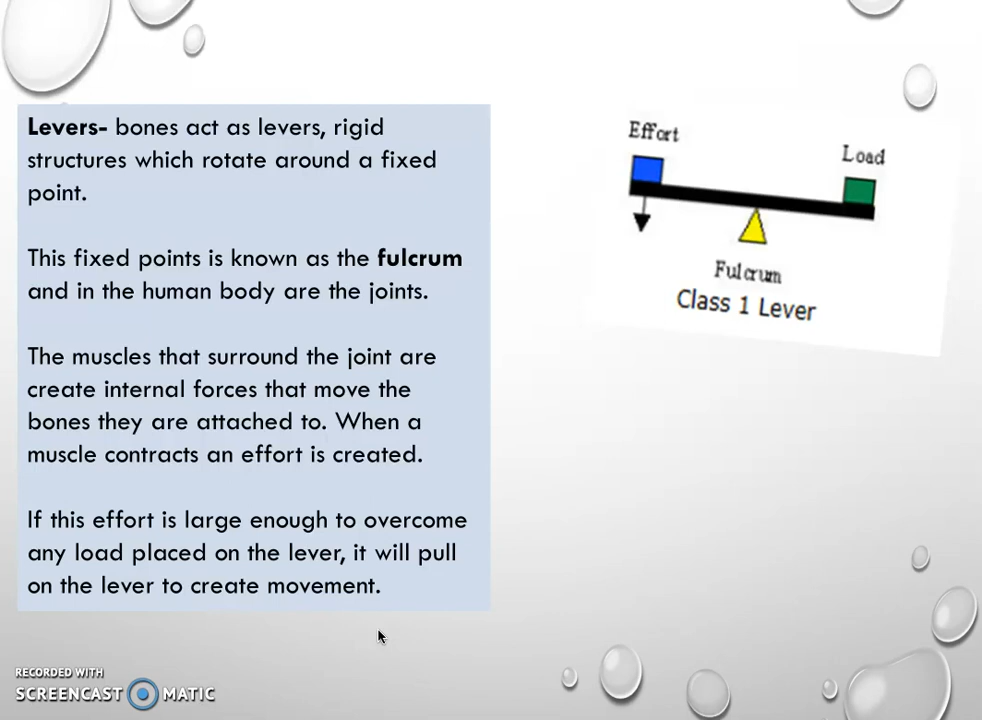 Levers- bones act as levers, rigid
structures which rotate around a fixed
point.
This fixed points is known as the fulcrum
and in the human body are the joints.
The muscles that surround the joint are
create internal forces that move the
bones they are attached to. When a
muscle contracts an effort is created.
If this effort is large enough to overcome
any load placed on the lever, it will pull
on the lever to create movement.
Effort
Load
Fulcrum
Class 1 Lever
RECORDED WITH
SCREENCAST MATIC